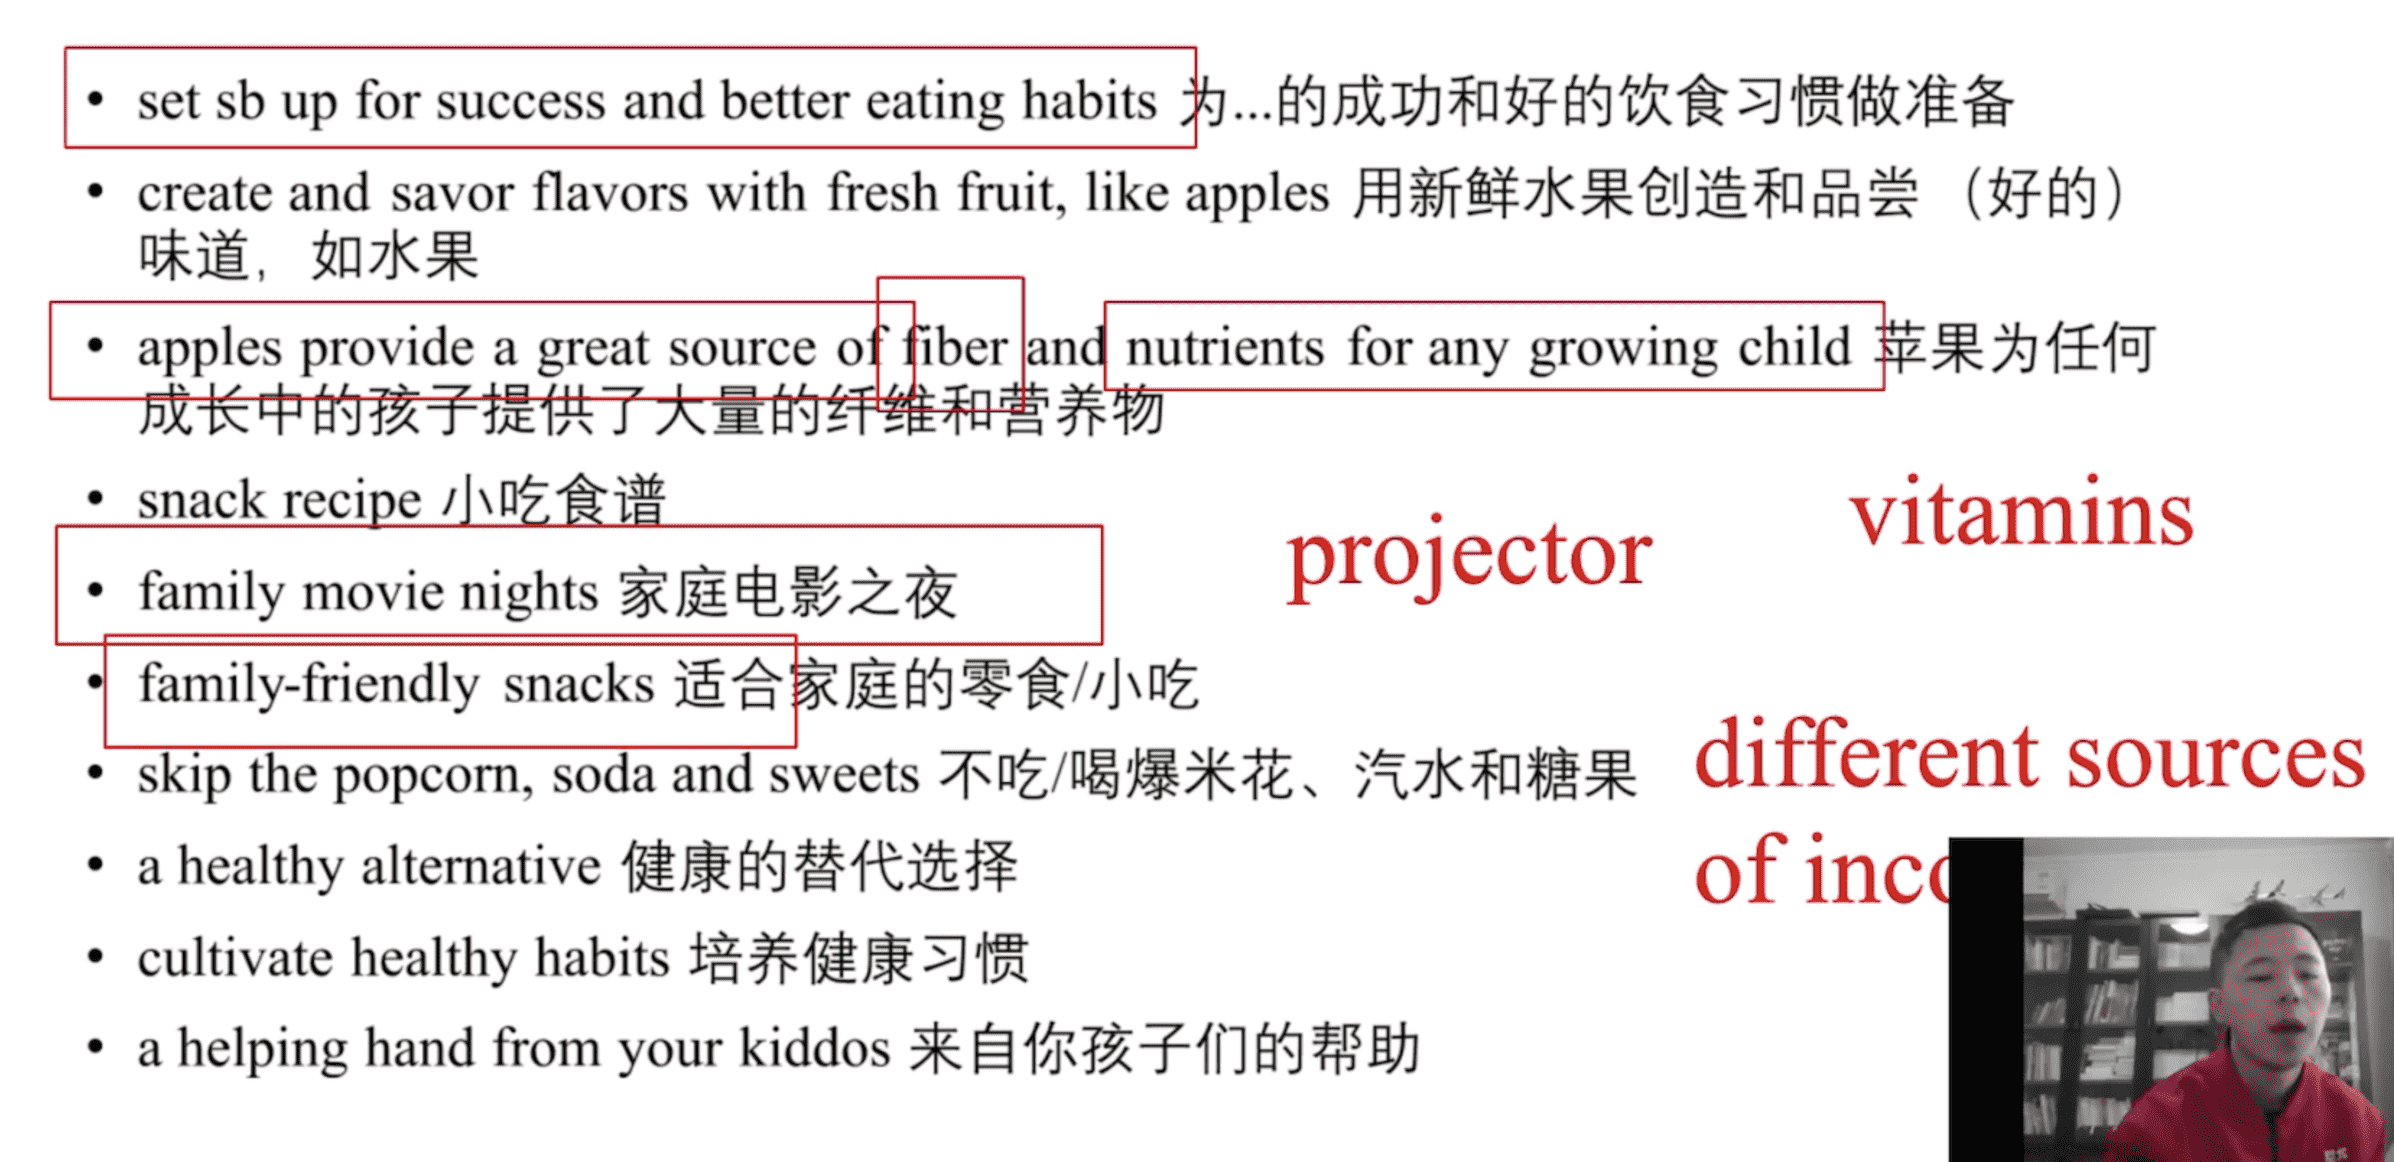 • set sb up for success and better eating habits 为...的成功和好的饮食习惯做准备
• create and savor flavors with fresh fruit, like apples 用新鲜水果创造和品尝（好的）
味道，如水果
• apples provide a great source of fiber and nutrients for any growing child 苹果为任何
成长中的孩子提供了大量的纤维和营养物
• snack recipe 小吃食谱
vitamins
projector
• family movie nights 家庭电影之夜
• family-friendly snacks 适合家庭的零食/小吃
• skip the popcorn, soda and sweets 不吃/喝爆米花、汽水和糖果
different sources
of inco
• a healthy alternative 健康的替代选择
• cultivate healthy habits 培养健康习惯
• a helping hand from your kiddos 来自你孩子们的帮助